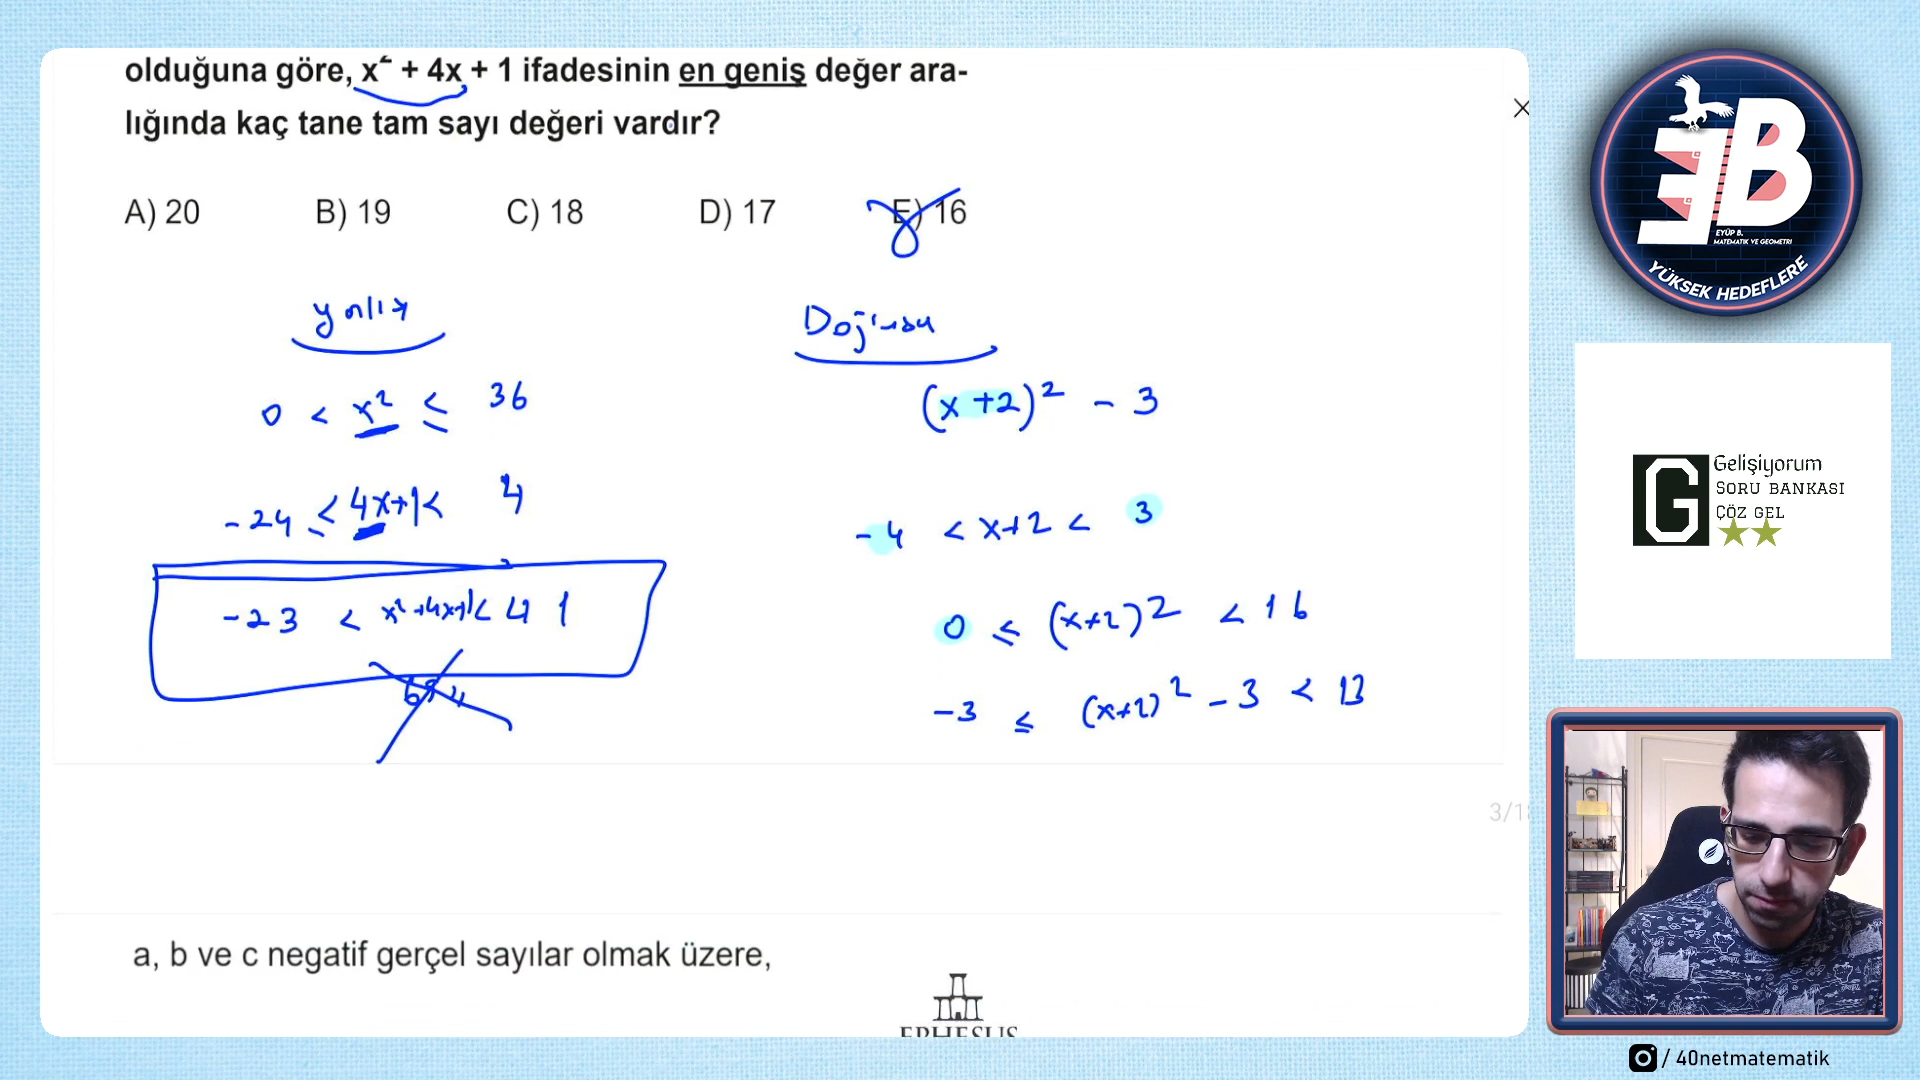 olduğuna göre, x² + 4x + 1 ifadesinin en geniş değer ara-
lığında kaç tane tam sayı değeri vardır?
A) 20 B) 19 C) 18 D) 17 E) 16
Doğrusu
0 < x² ≤ 36
-24 ≤ 4x+1 < 4
-23 < x²+4x+1 < 41
(x+2)² - 3
-4 < x+2 < 3
0 ≤ (x+2)² < 16
-3 ≤ (x+2)² - 3 < 13
3/18
a, b ve c negatif gerçel sayılar olmak üzere,
EPHESUS
EB
EYÜP B.
MATEMATİK VE GEOMETRİ
YÜKSEK HEDEFLERE
G
Gelişiyorum
SORU BANKASI
ÇÖZ GEL
/ 40netmatematik